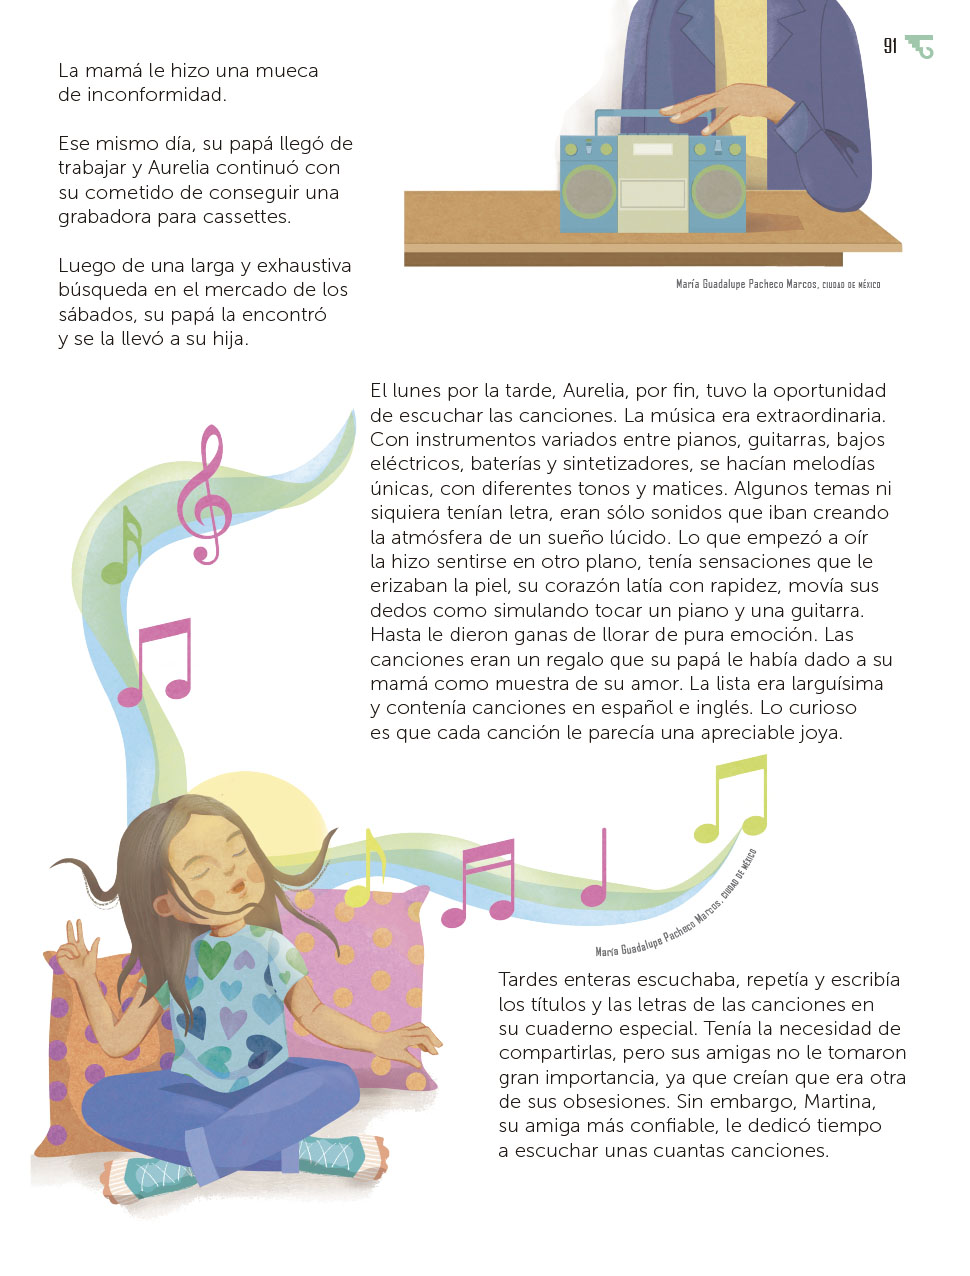 91
La mamá le hizo una mueca
de inconformidad.
Ese mismo día, su papá llegó de
trabajar y Aurelia continuó con
su cometido de conseguir una
grabadora para cassettes.
Luego de una larga y exhaustiva
búsqueda en el mercado de los
sábados, su papá la encontró
y se la llevó a su hija.
María Guadalupe Pacheco Marcos, CIUDAD DE MÉXICO
El lunes por la tarde, Aurelia, por fin, tuvo la oportunidad
de escuchar las canciones. La música era extraordinaria.
Con instrumentos variados entre pianos, guitarras, bajos
eléctricos, baterías y sintetizadores, se hacían melodías
únicas, con diferentes tonos y matices. Algunos temas ni
siquiera tenían letra, eran sólo sonidos que iban creando
la atmósfera de un sueño lúcido. Lo que empezó a oír
la hizo sentirse en otro plano, tenía sensaciones que le
erizaban la piel, su corazón latía con rapidez, movía sus
dedos como simulando tocar un piano y una guitarra.
Hasta le dieron ganas de llorar de pura emoción. Las
canciones eran un regalo que su papá le había dado a su
mamá como muestra de su amor. La lista era larguísima
y contenía canciones en español e inglés. Lo curioso
es que cada canción le parecía una apreciable joya.
María Guadalupe Pacheco Marcos, CIUDAD DE MÉXICO
Tardes enteras escuchaba, repetía y escribía
los títulos y las letras de las canciones en
su cuaderno especial. Tenía la necesidad de
compartirlas, pero sus amigas no le tomaron
gran importancia, ya que creían que era otra
de sus obsesiones. Sin embargo, Martina,
su amiga más confiable, le dedicó tiempo
a escuchar unas cuantas canciones.